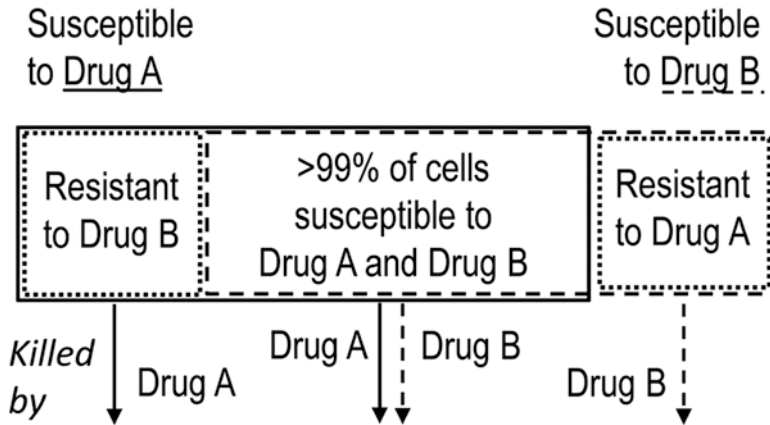 Susceptible
to Drug A
Susceptible
to Drug B
Resistant
to Drug B
>99% of cells
susceptible to
Drug A and Drug B
Resistant
to Drug A
Killed
by
Drug A
Drug A
Drug B
Drug B